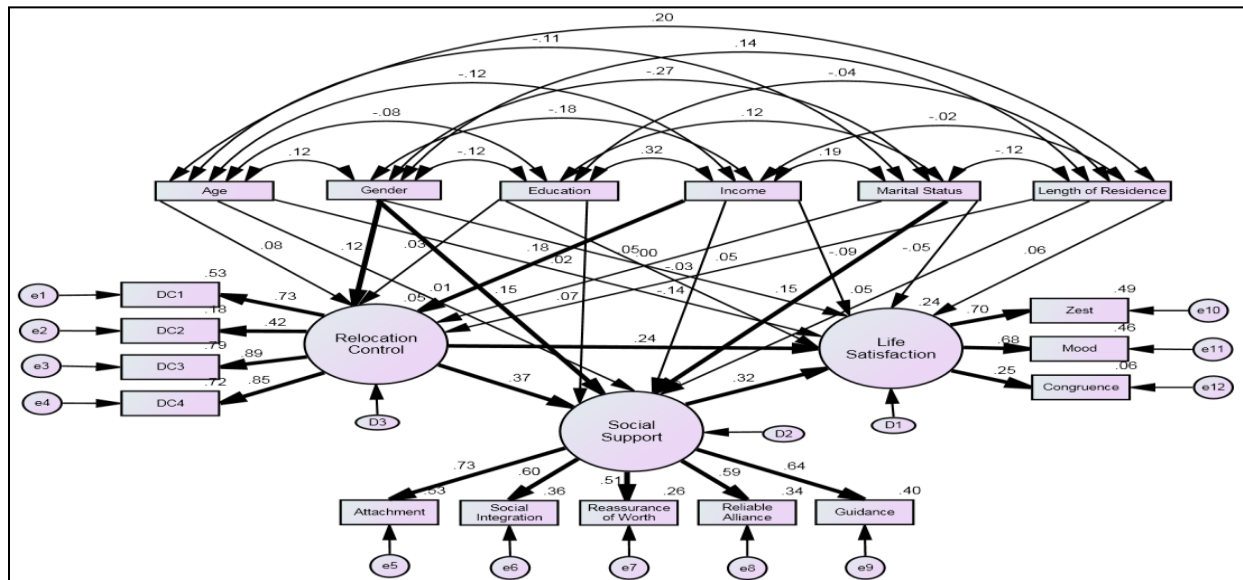 .20
-.11
.14
-.12
-.27
-.04
-.08
-.18
.12
-.02
.12
-.12
.32
.19
-.12
Age
Gender
Education
Income
Marital Status
Length of Residence
.08
.12
.03
.18
.02
.05
.00
-.03
.05
-.09
-.05
.06
.53
e1
DC1
.73
.05
.01
.15
.07
-.14
.15
.05
.24
.70
.49
Zest
e10
.18
e2
DC2
.42
Relocation
Control
.24
Life
Satisfaction
.68
.46
Mood
e11
.79
e3
DC3
.89
.25
.06
Congruence
e12
.72
e4
DC4
.85
.37
.32
D3
Social
Support
D2
D1
.73
.60
.51
.59
.64
.53
.36
.26
.34
.40
Attachment
Social
Integration
Reassurance
of Worth
Reliable
Alliance
Guidance
e5
e6
e7
e8
e9